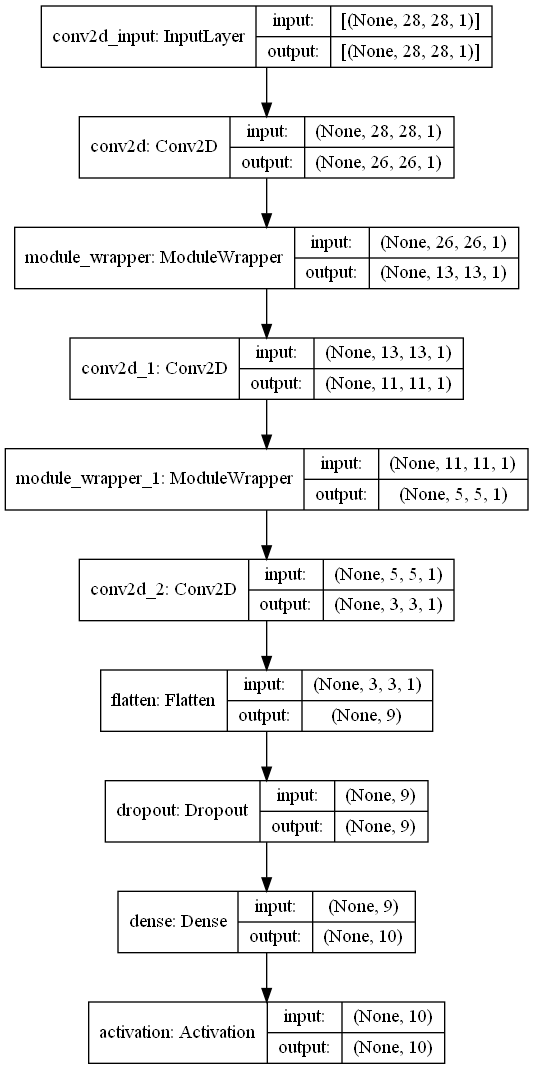 conv2d_input: InputLayer
input:
[(None, 28, 28, 1)]
output:
[(None, 28, 28, 1)]
conv2d: Conv2D
input:
(None, 28, 28, 1)
output:
(None, 26, 26, 1)
module_wrapper: ModuleWrapper
input:
(None, 26, 26, 1)
output:
(None, 13, 13, 1)
conv2d_1: Conv2D
input:
(None, 13, 13, 1)
output:
(None, 11, 11, 1)
module_wrapper_1: ModuleWrapper
input:
(None, 11, 11, 1)
output:
(None, 5, 5, 1)
conv2d_2: Conv2D
input:
(None, 5, 5, 1)
output:
(None, 3, 3, 1)
flatten: Flatten
input:
(None, 3, 3, 1)
output:
(None, 9)
dropout: Dropout
input:
(None, 9)
output:
(None, 9)
dense: Dense
input:
(None, 9)
output:
(None, 10)
activation: Activation
input:
(None, 10)
output:
(None, 10)